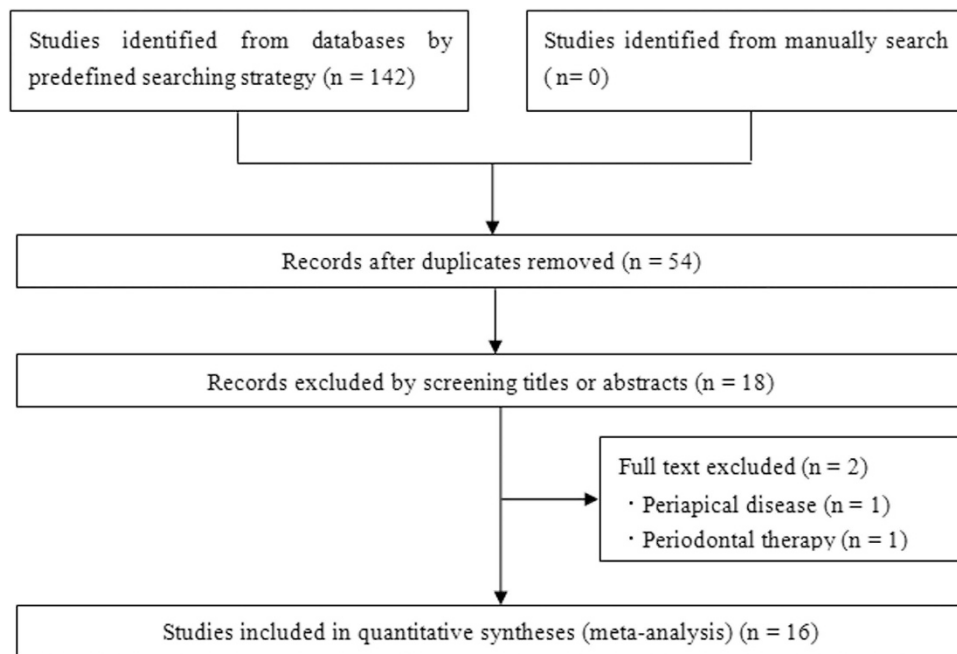 Studies identified from databases by
predefined searching strategy (n = 142)
Studies identified from manually search
( n= 0)
Records after duplicates removed (n = 54)
Records excluded by screening titles or abstracts (n = 18)
Full text excluded (n = 2)
・Periapical disease (n = 1)
・Periodontal therapy (n = 1)
Studies included in quantitative syntheses (meta-analysis) (n = 16)